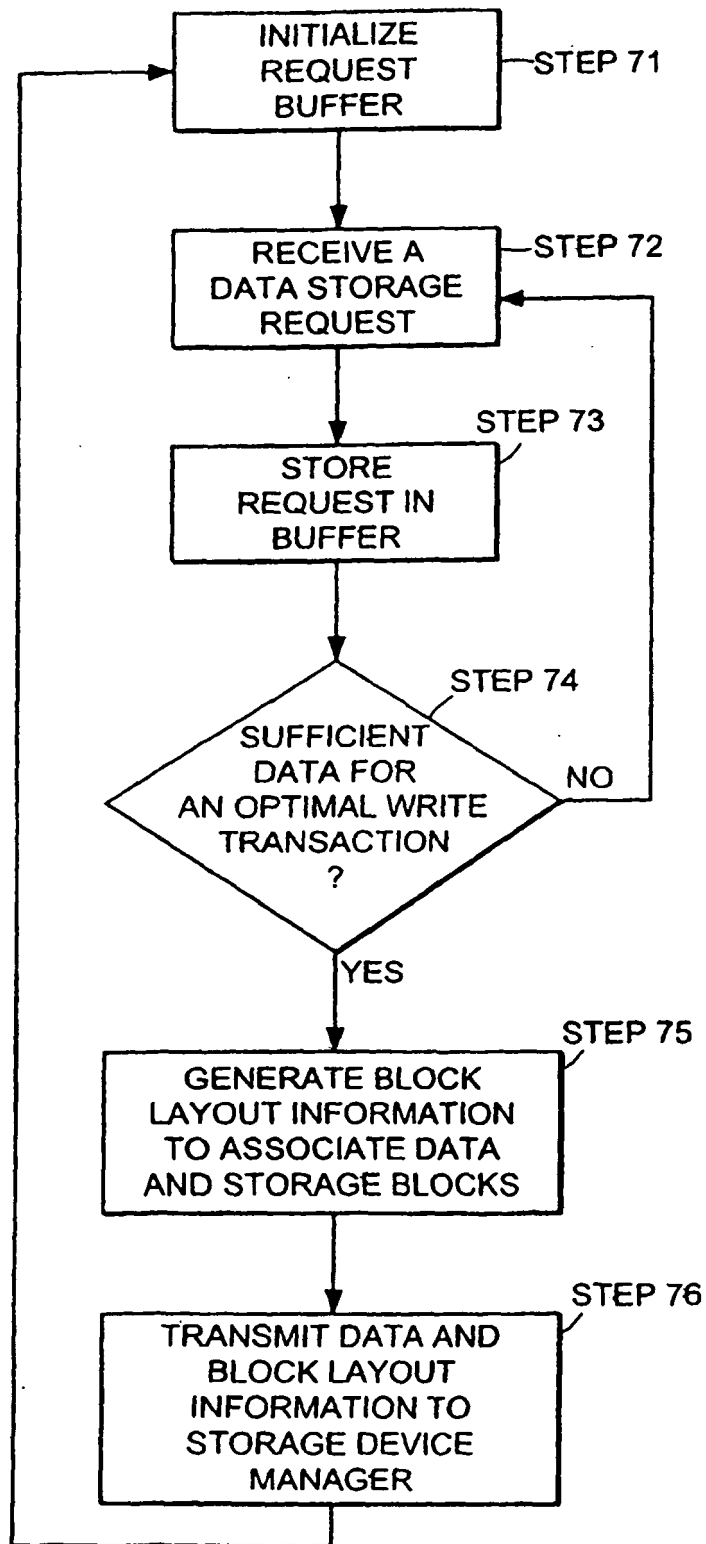 INITIALIZE
REQUEST
BUFFER
STEP 71
RECEIVE A
DATA STORAGE
REQUEST
STEP 72
STEP 73
STORE
REQUEST IN
BUFFER
STEP 74
SUFFICIENT
DATA FOR
AN OPTIMAL WRITE
TRANSACTION
?
NO
YES
STEP 75
GENERATE BLOCK
LAYOUT INFORMATION
TO ASSOCIATE DATA
AND STORAGE BLOCKS
STEP 76
TRANSMIT DATA AND
BLOCK LAYOUT
INFORMATION TO
STORAGE DEVICE
MANAGER